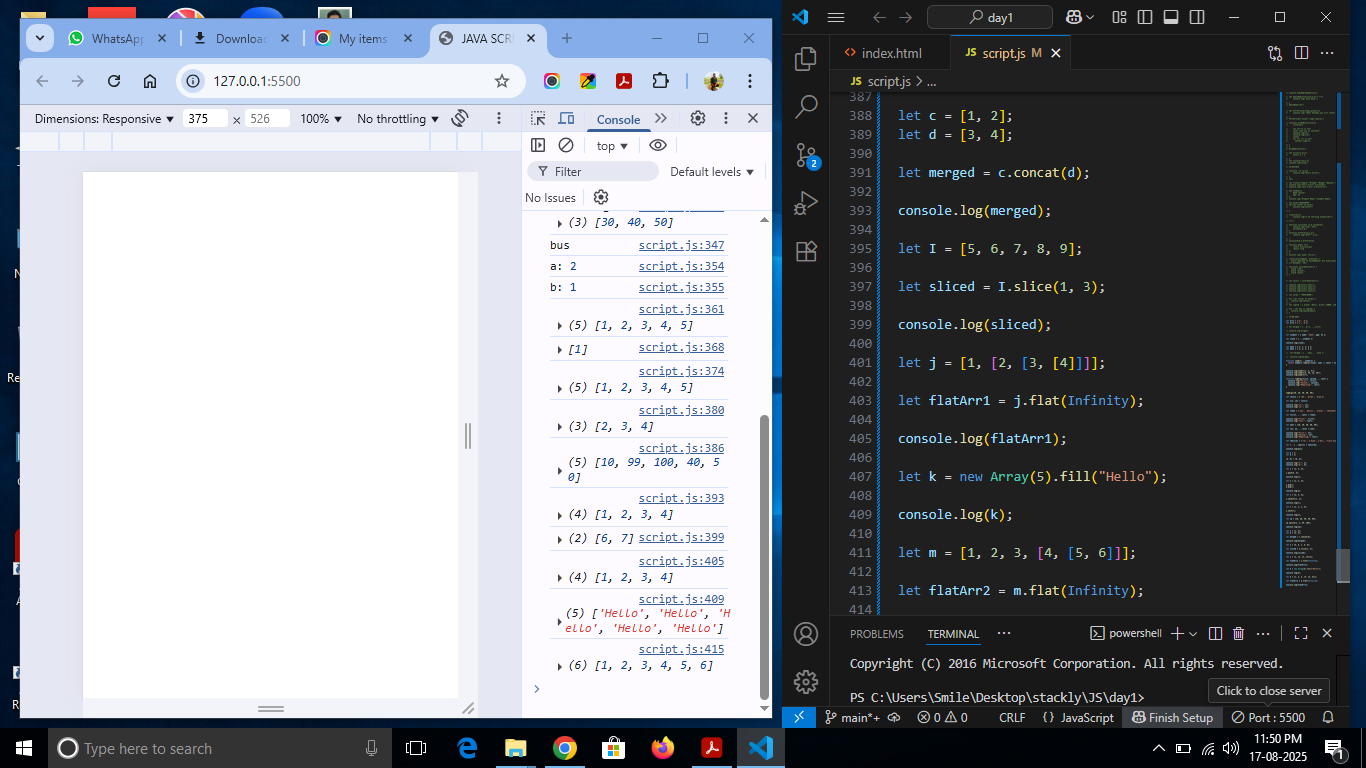 WhatsApp
Download
My items
JAVA SCRI
127.0.0.1:5500
Dimensions: Responsive ▾ 375 × 526 100% ▾ No throttling ▾
Console
top ▾
Filter
Default levels ▾
No Issues
(3) [30, 40, 50]
bus script.js:347
a: 2 script.js:354
b: 1 script.js:355
script.js:361
(5) [1, 2, 3, 4, 5]
[1] script.js:368
script.js:374
(5) [1, 2, 3, 4, 5]
script.js:380
(3) [2, 3, 4]
script.js:386
(5) [10, 99, 100, 40, 5
0]
script.js:393
(4) [1, 2, 3, 4]
(2) [6, 7] script.js:399
script.js:405
(4) [1, 2, 3, 4]
script.js:409
(5) ['Hello', 'Hello', 'H
ello', 'Hello', 'Hello']
script.js:415
(6) [1, 2, 3, 4, 5, 6]
day1
index.html
JS script.js M
JS script.js > ...
387
388 let c = [1, 2];
389 let d = [3, 4];
390
391 let merged = c.concat(d);
392
393 console.log(merged);
394
395 let I = [5, 6, 7, 8, 9];
396
397 let sliced = I.slice(1, 3);
398
399 console.log(sliced);
400
401 let j = [1, [2, [3, [4]]]];
402
403 let flatArr1 = j.flat(Infinity);
404
405 console.log(flatArr1);
406
407 let k = new Array(5).fill("Hello");
408
409 console.log(k);
410
411 let m = [1, 2, 3, [4, [5, 6]]];
412
413 let flatArr2 = m.flat(Infinity);
414
2
PROBLEMS TERMINAL ... powershell
Copyright (C) 2016 Microsoft Corporation. All rights reserved.
PS C:\Users\Smile\Desktop\stackly\JS\day1>
Click to close server
main*+ 0 0 CRLF {} JavaScript Finish Setup Port : 5500
Type here to search
11:50 PM
17-08-2025
1